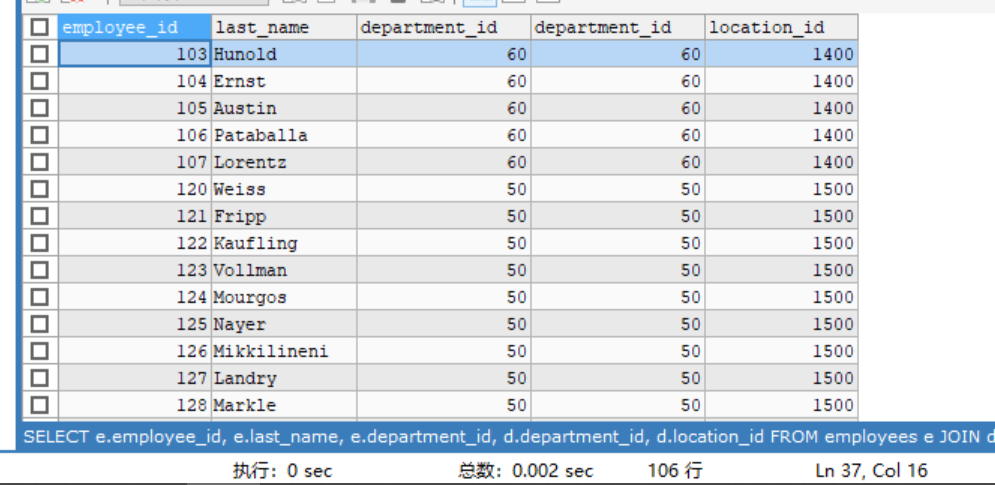 employee_id last_name department_id department_id location_id
103 Hunold 60 60 1400
104 Ernst 60 60 1400
105 Austin 60 60 1400
106 Pataballa 60 60 1400
107 Lorentz 60 60 1400
120 Weiss 50 50 1500
121 Fripp 50 50 1500
122 Kaufling 50 50 1500
123 Vollman 50 50 1500
124 Mourgos 50 50 1500
125 Nayer 50 50 1500
126 Mikkilineni 50 50 1500
127 Landry 50 50 1500
128 Markle 50 50 1500
SELECT e.employee_id, e.last_name, e.department_id, d.department_id, d.location_id FROM employees e JOIN d
执行: 0 sec 总数: 0.002 sec 106 行 Ln 37, Col 16